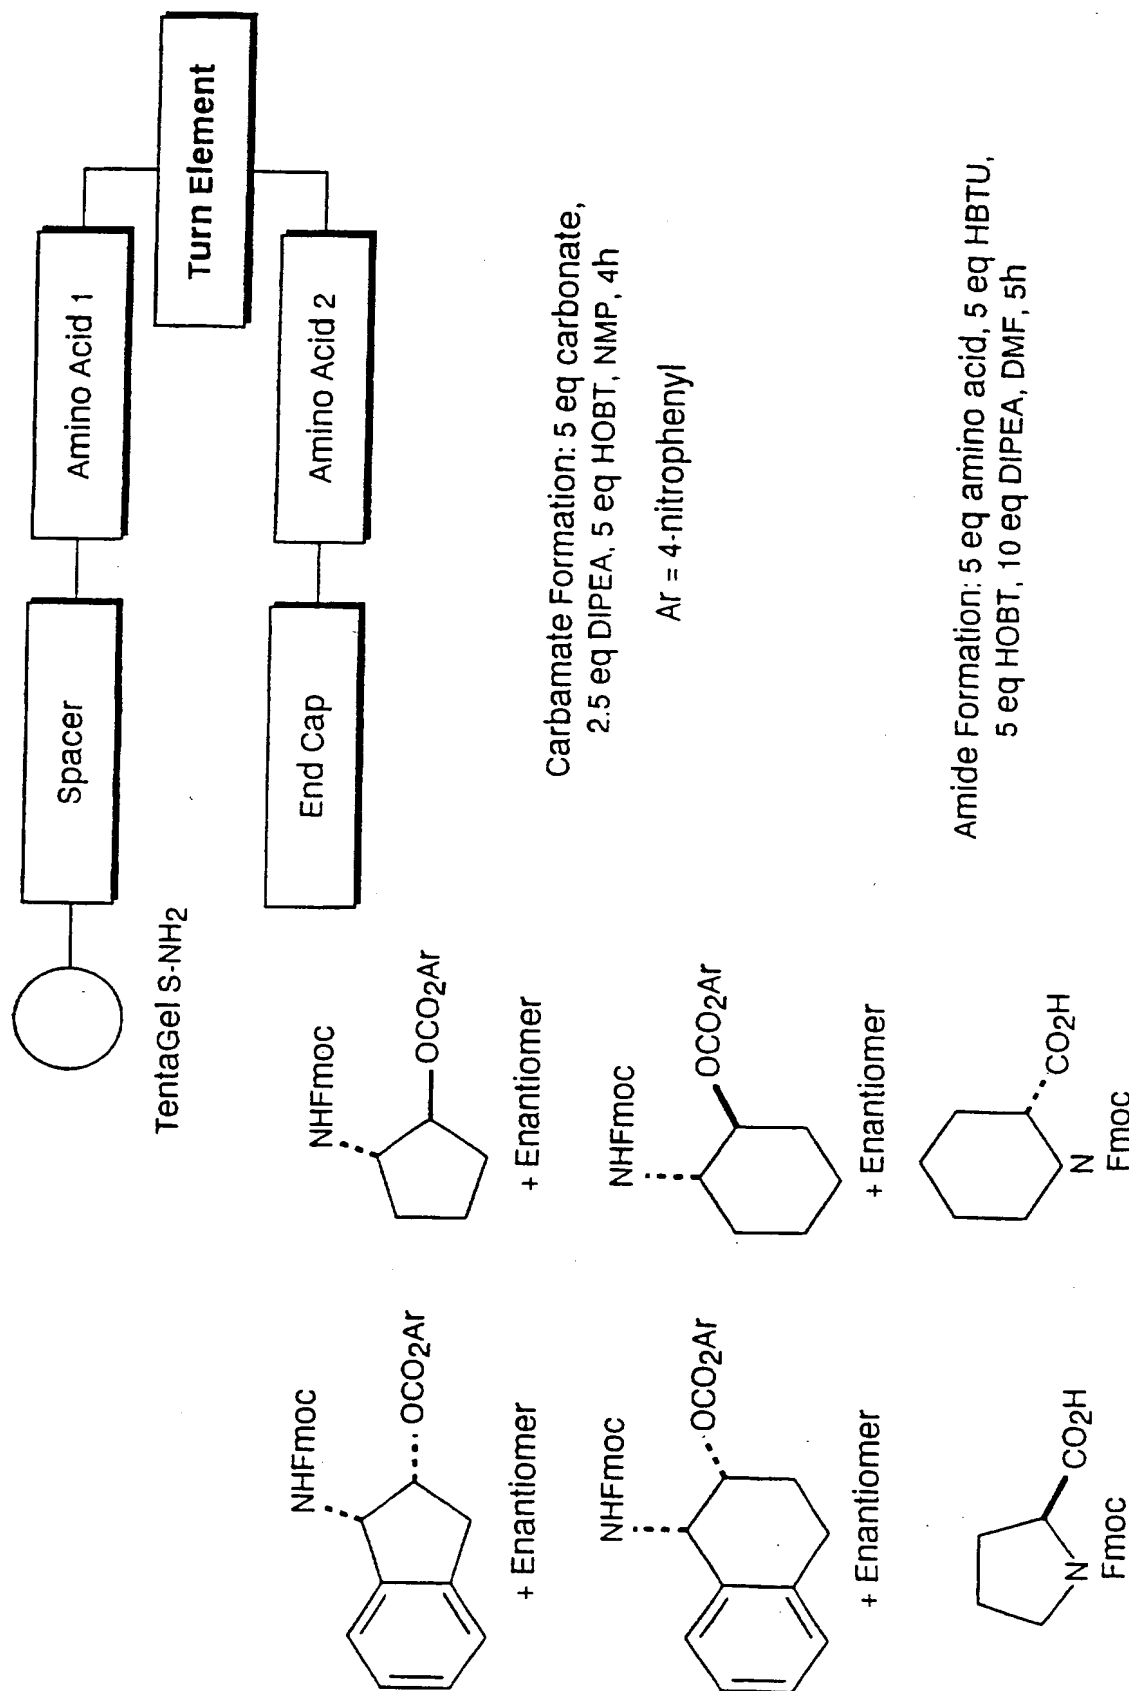 Spacer
Amino Acid 1
Turn Element
TentaGel S-NH2
End Cap
Amino Acid 2
NHFmoc
OCO2Ar
+ Enantiomer
NHFmoc
OCO2Ar
+ Enantiomer
Carbamate Formation: 5 eq carbonate,
2.5 eq DIPEA, 5 eq HOBT, NMP, 4h
Ar = 4-nitrophenyl
NHFmoc
OCO2Ar
+ Enantiomer
NHFmoc
OCO2Ar
+ Enantiomer
N
Fmoc
CO2H
N
Fmoc
CO2H
Amide Formation: 5 eq amino acid, 5 eq HBTU,
5 eq HOBT, 10 eq DIPEA, DMF, 5h